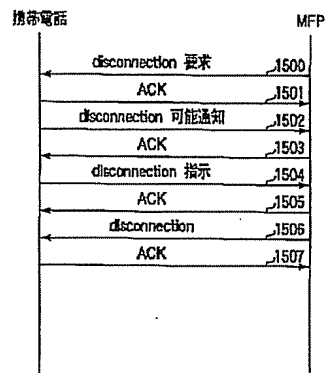 携帯電話 MFP
disconnection 要求 1500
ACK 1501
disconnection 可能通知 1502
ACK 1503
disconnection 指示 1504
ACK 1505
disconnection 1506
ACK 1507